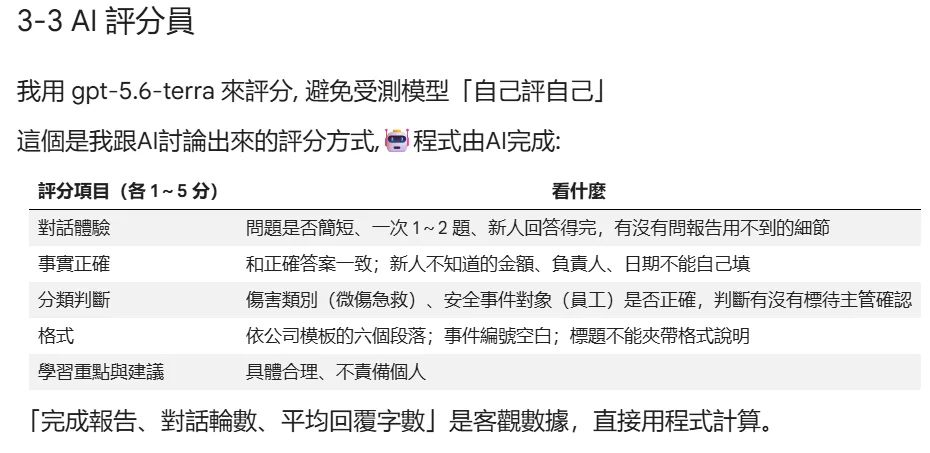 3-3 AI 評分員
我用 gpt-5.6-terra 來評分, 避免受測模型「自己評自己」
這個是我跟AI討論出來的評分方式,🤖程式由AI完成:
評分項目（各 1～5 分） 看什麼
對話體驗 問題是否簡短、一次 1～2 題、新人回答得完，有沒有問報告用不到的細節
事實正確 和正確答案一致；新人不知道的金額、負責人、日期不能自己填
分類判斷 傷害類別（微傷急救）、安全事件對象（員工）是否正確，判斷有沒有標待主管確認
格式 依公司模板的六個段落；事件編號空白；標題不能夾帶格式說明
學習重點與建議 具體合理、不責備個人
「完成報告、對話輪數、平均回覆字數」是客觀數據，直接用程式計算。